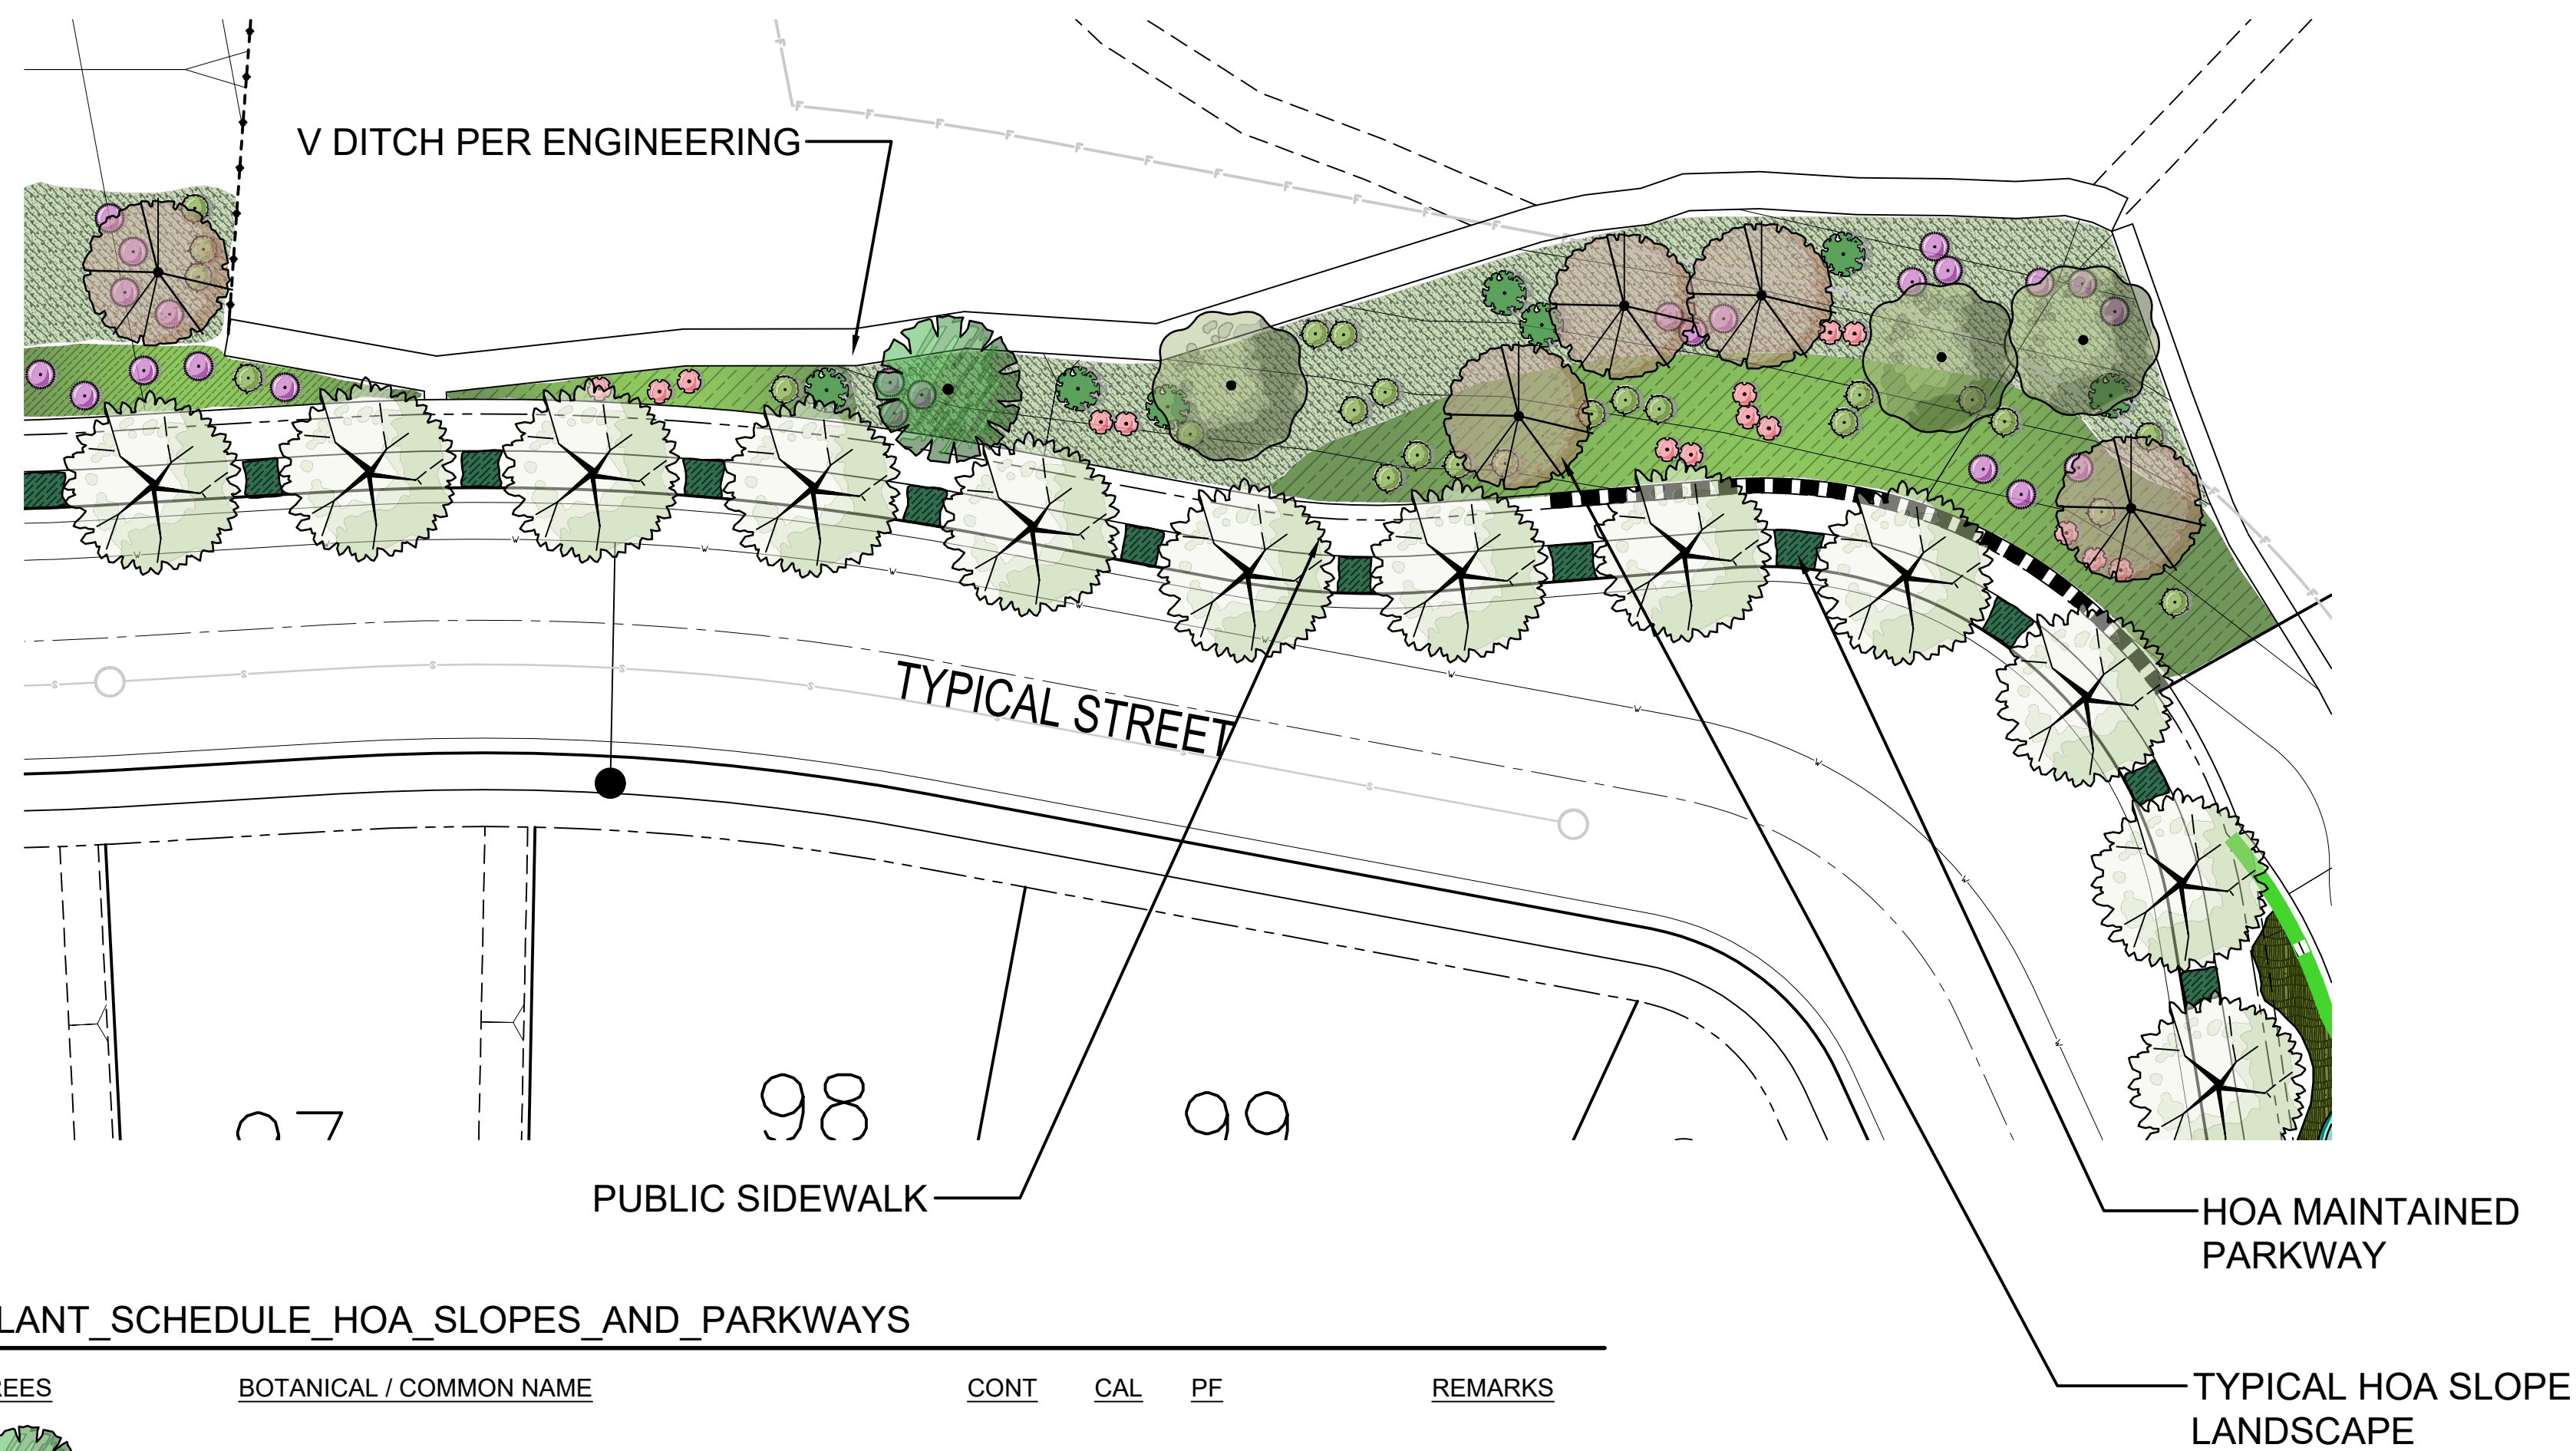 V DITCH PER ENGINEERING
TYPICAL STREET
98
99
PUBLIC SIDEWALK
HOA MAINTAINED
PARKWAY
LANT_SCHEDULE_HOA_SLOPES_AND_PARKWAYS
REES BOTANICAL / COMMON NAME CONT CAL PF REMARKS
TYPICAL HOA SLOPE
LANDSCAPE